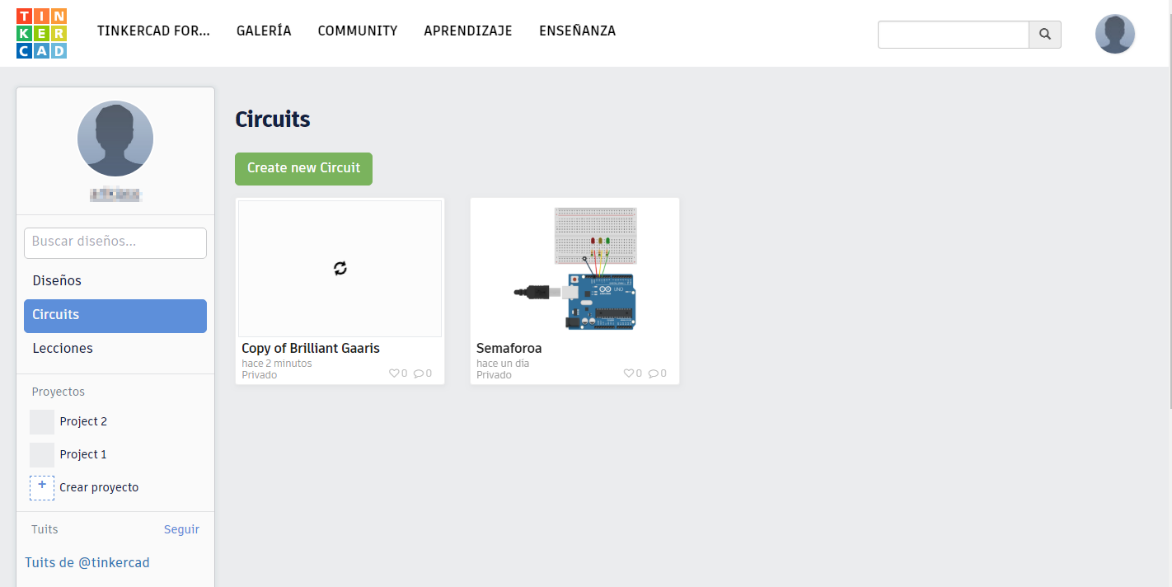 TIN
KER
CAD
TINKERCAD FOR...
GALERÍA
COMMUNITY
APRENDIZAJE
ENSEÑANZA
Buscar diseños...
Diseños
Circuits
Lecciones
Proyectos
Project 2
Project 1
+ Crear proyecto
Tuits Seguir
Tuits de @tinkercad
Circuits
Create new Circuit
Copy of Brilliant Gaaris
hace 2 minutos
Privado 0 0
Semaforoa
hace un día
Privado 0 0